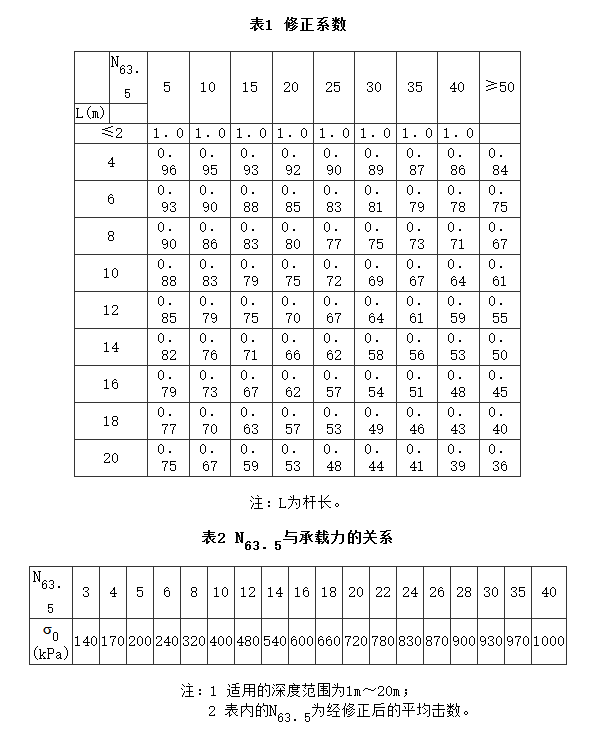 表1 修正系数
N63.5 5 10 15 20 25 30 35 40 ≥50
L(m)
≤2 1.0 1.0 1.0 1.0 1.0 1.0 1.0 1.0
4 0.96 0.95 0.93 0.92 0.90 0.89 0.87 0.86 0.84
6 0.93 0.90 0.88 0.85 0.83 0.81 0.79 0.78 0.75
8 0.90 0.86 0.83 0.80 0.77 0.75 0.73 0.71 0.67
10 0.88 0.83 0.79 0.75 0.72 0.69 0.67 0.64 0.61
12 0.85 0.79 0.75 0.70 0.67 0.64 0.61 0.59 0.55
14 0.82 0.76 0.71 0.66 0.62 0.58 0.56 0.53 0.50
16 0.79 0.73 0.67 0.62 0.57 0.54 0.51 0.48 0.45
18 0.77 0.70 0.63 0.57 0.53 0.49 0.46 0.43 0.40
20 0.75 0.67 0.59 0.53 0.48 0.44 0.41 0.39 0.36
注:L为杆长。
表2 N63.5与承载力的关系
N63.5 3 4 5 6 8 10 12 14 16 18 20 22 24 26 28 30 35 40
σ0 (kPa) 140 170 200 240 320 400 480 540 600 660 720 780 830 870 900 930 970 1000
注:1 适用的深度范围为1m～20m;
2 表内的N63.5为经修正后的平均击数。